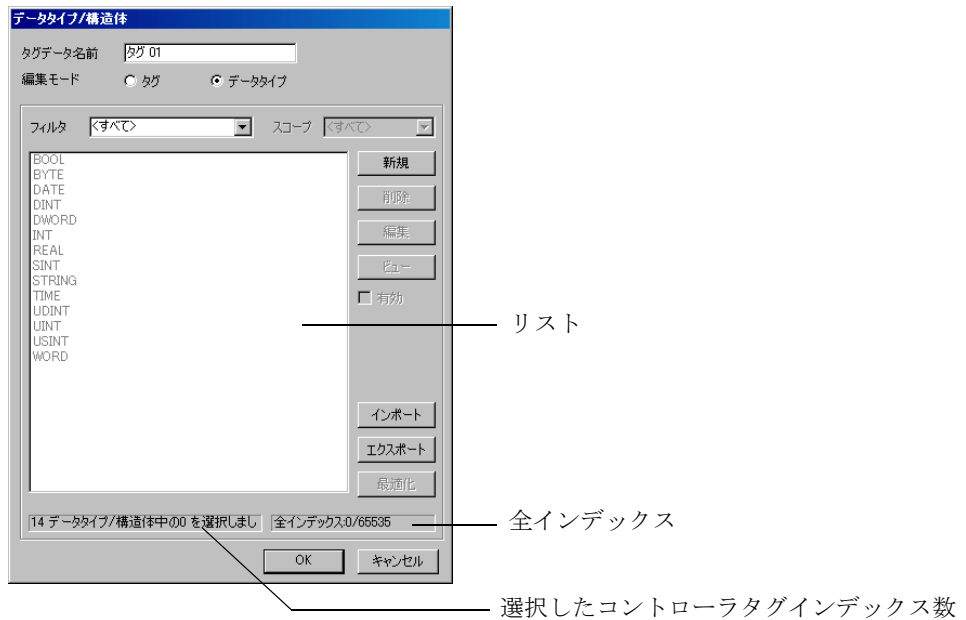 データタイプ/構造体
タグデータ名前 タグ 01
編集モード タグ データタイプ
フィルタ <すべて> スコープ <すべて>
BOOL
BYTE
DATE
DINT
DWORD
INT
REAL
SINT
STRING
TIME
UDINT
UINT
USINT
WORD
新規
削除
編集
ビュー
有効
リスト
インポート
エクスポート
最適化
14 データタイプ/構造体中の0 を選択しまし 全インデックス:0/65535
全インデックス
OK キャンセル
選択したコントローラタグインデックス数